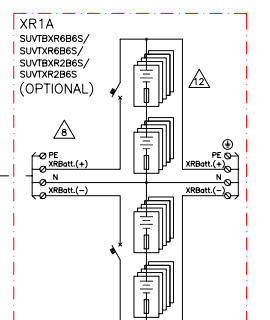 XR1A
SUVTBXR6B6S/
SUVTXR6B6S/
SUVTBXR2B6S/
SUVTXR2B6S
(OPTIONAL)
12
8
PE
XRBatt.(+)
N
XRBatt.(−)
PE
XRBatt.(+)
N
XRBatt.(−)